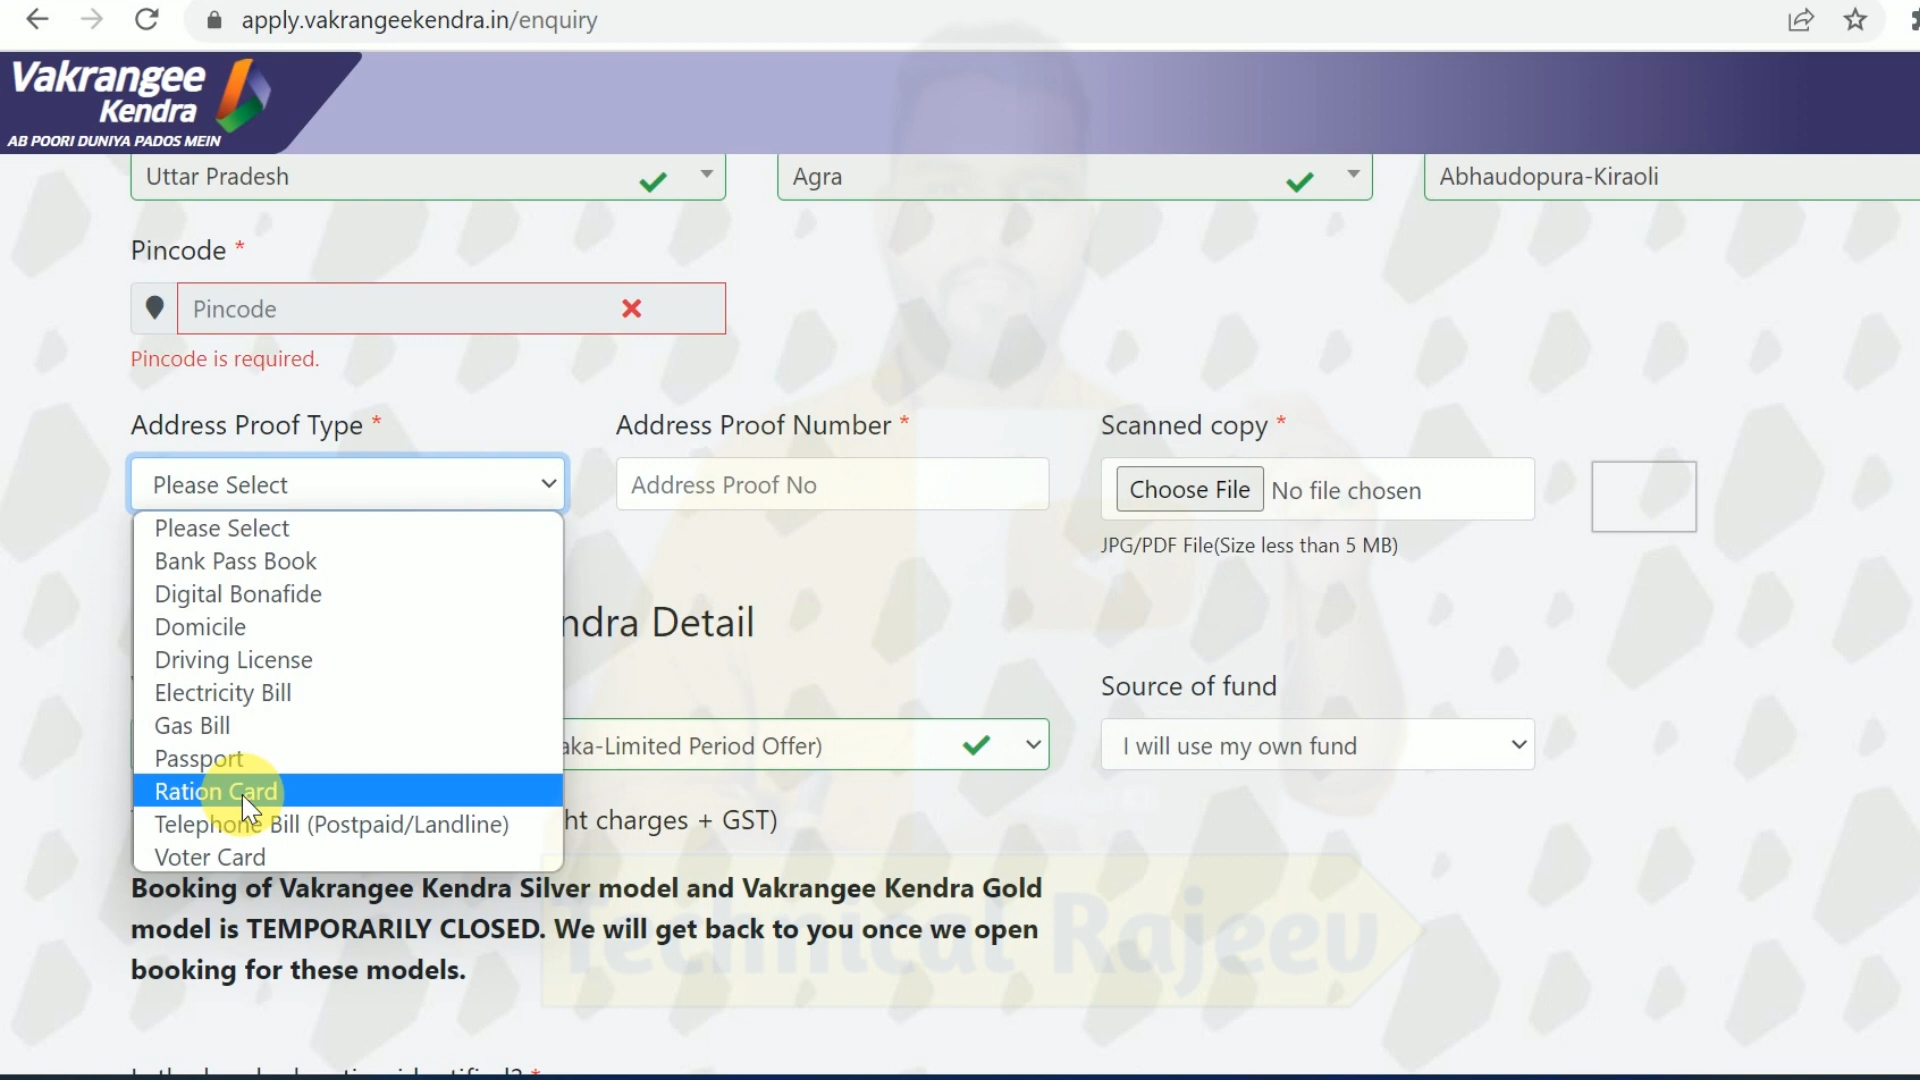 apply.vakrangeekendra.in/enquiry
Vakrangee
Kendra
AB POORI DUNIYA PADOS MEIN
Uttar Pradesh
Agra
Abhaudopura-Kiraoli
Pincode *
Pincode
Pincode is required.
Address Proof Type *
Address Proof Number *
Scanned copy *
Please Select
Address Proof No
Choose File No file chosen
JPG/PDF File(Size less than 5 MB)
Please Select
Bank Pass Book
Digital Bonafide
Domicile
Driving License
Electricity Bill
Gas Bill
Passport
Ration Card
Telephone Bill (Postpaid/Landline)
Voter Card
ndra Detail
Source of fund
aka-Limited Period Offer)
I will use my own fund
ht charges + GST)
Booking of Vakrangee Kendra Silver model and Vakrangee Kendra Gold
model is TEMPORARILY CLOSED. We will get back to you once we open
booking for these models.
Technical Rajeev